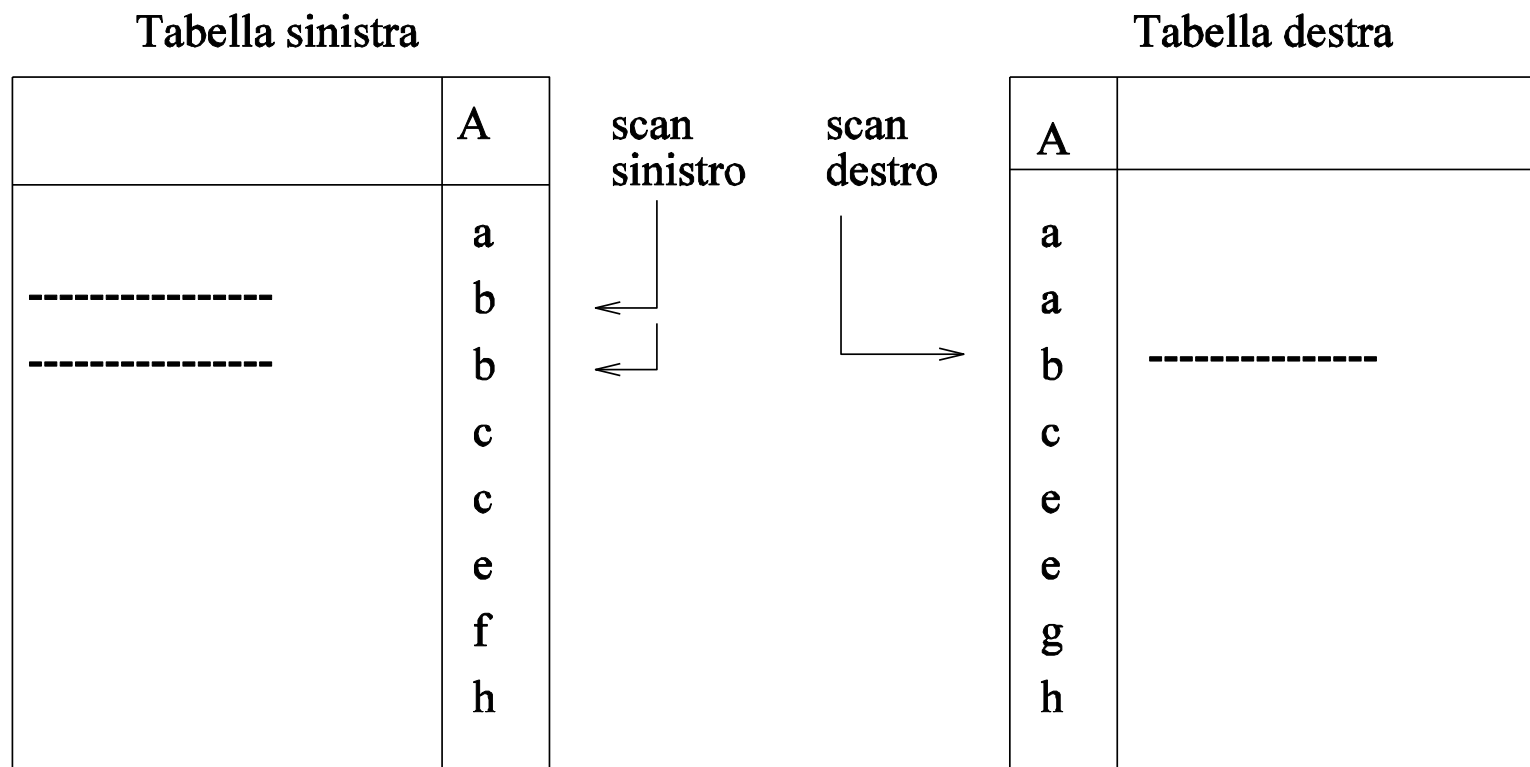 Tabella sinistra
Tabella destra
A
scan
sinistro
scan
destro
A
a
b
b
c
c
e
f
h
a
a
b
c
e
e
g
h